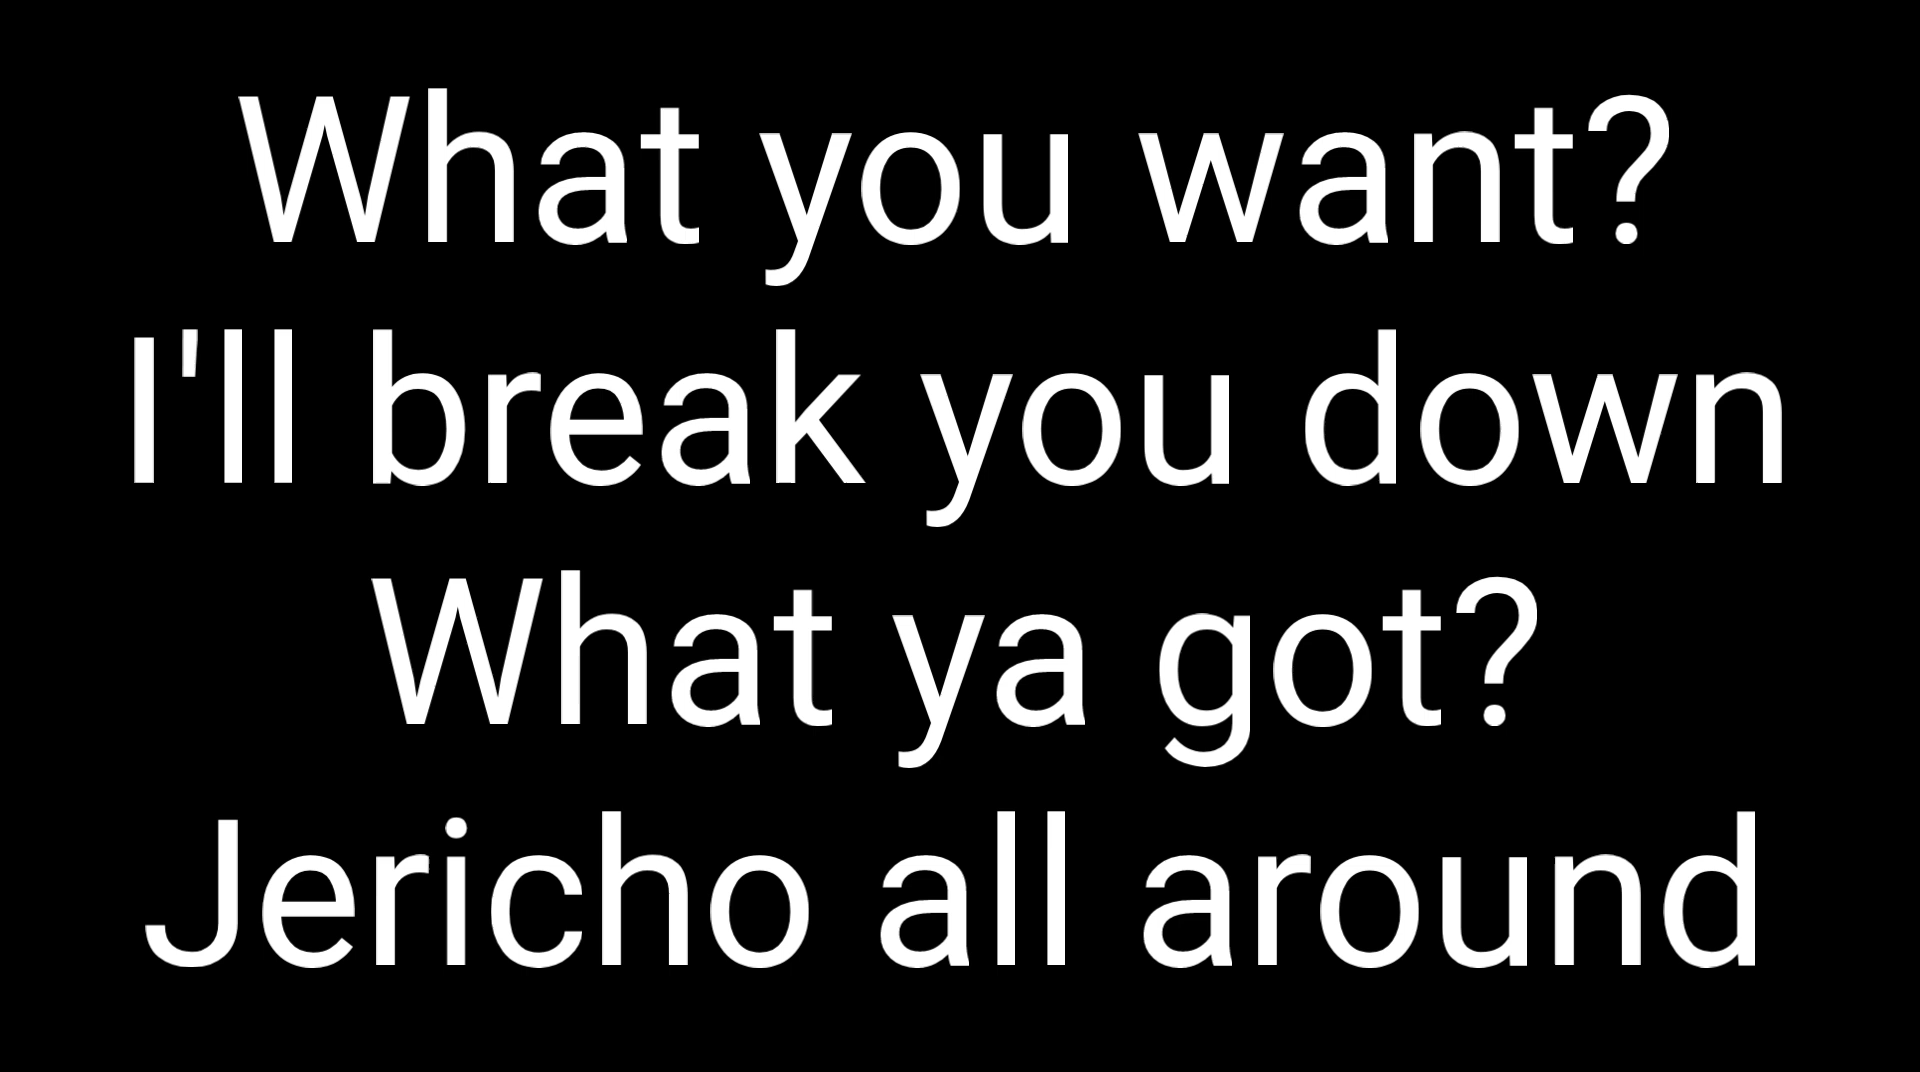 What you want?
I'll break you down
What ya got?
Jericho all around